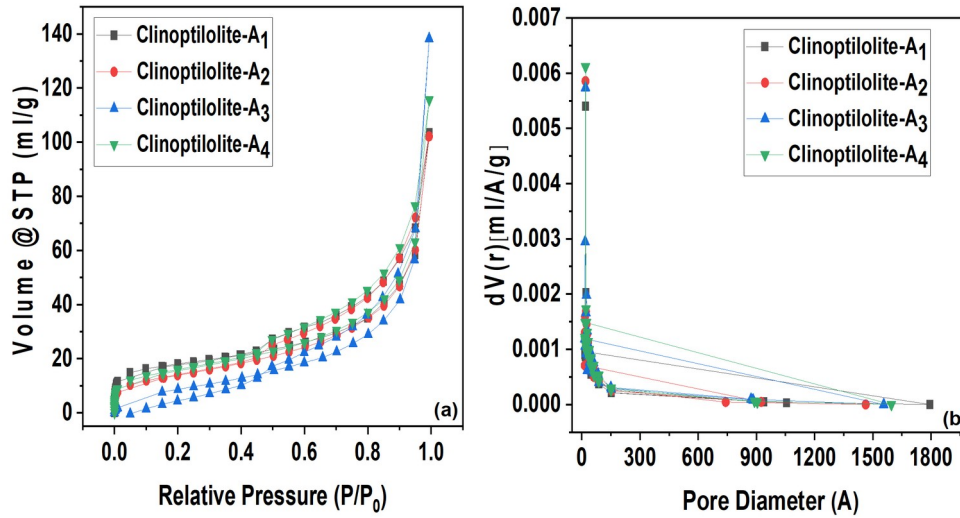 Clinoptilolite-A1
Clinoptilolite-A2
Clinoptilolite-A3
Clinoptilolite-A4
140
120
100
80
60
40
20
0
Volume @STP (ml/g)
0.0 0.2 0.4 0.6 0.8 1.0
Relative Pressure (P/P0)
(a)
Clinoptilolite-A1
Clinoptilolite-A2
Clinoptilolite-A3
Clinoptilolite-A4
0.007
0.006
0.005
0.004
0.003
0.002
0.001
0.000
dV(r)[ml/A/g]
0 300 600 900 1200 1500 1800
Pore Diameter (A)
(b)